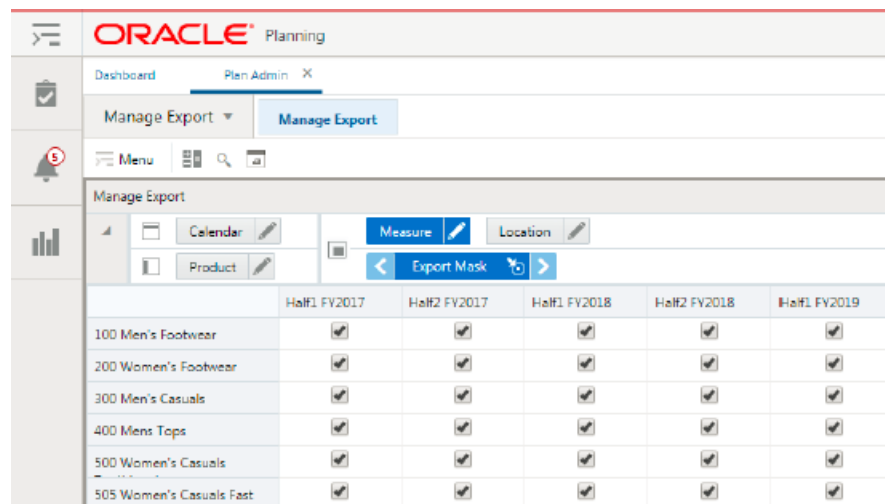 ORACLE® Planning
Dashboard Plan Admin ×
Manage Export ▼ Manage Export
5
Menu
Manage Export
Calendar Measure Location
Product < Export Mask >
Half1 FY2017 Half2 FY2017 Half1 FY2018 Half2 FY2018 Half1 FY2019
100 Men's Footwear
200 Women's Footwear
300 Men's Casuals
400 Mens Tops
500 Women's Casuals
505 Women's Casuals Fast